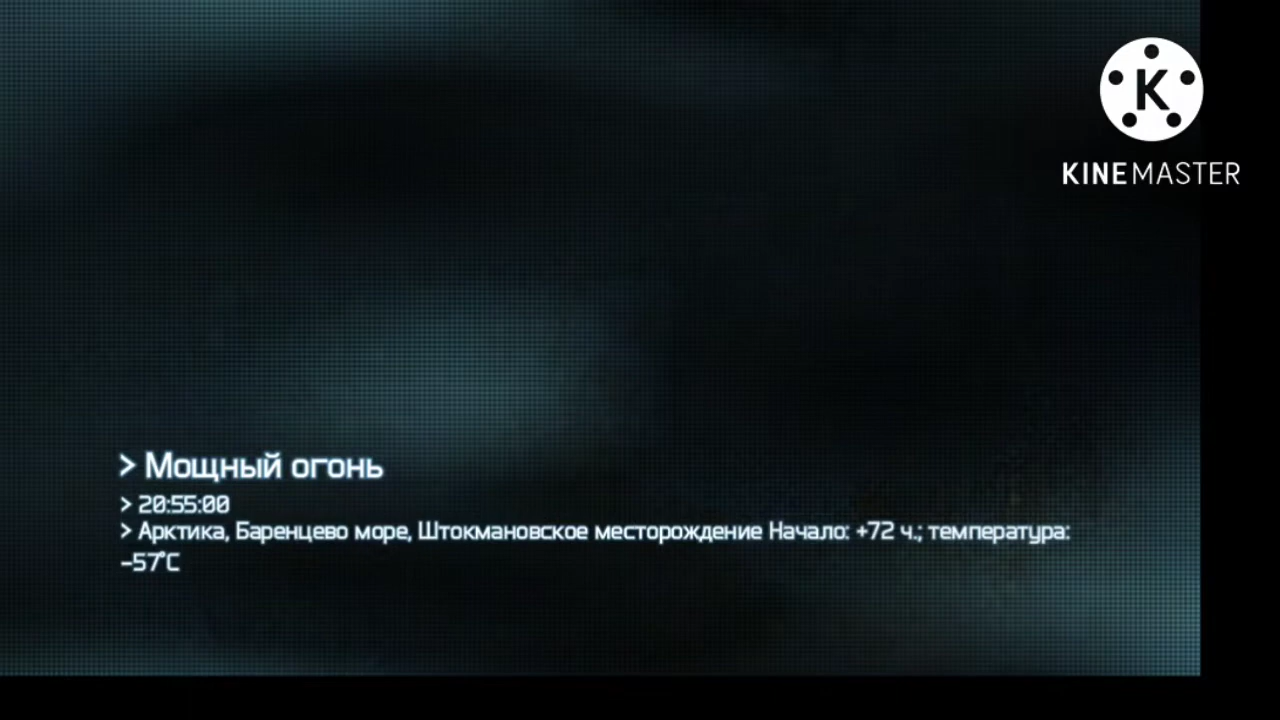 K
KINEMASTER
> Мощный огонь
> 20:55:00
> Арктика, Баренцево море, Штокмановское месторождение Начало: +72 ч.; температура:
-57°C